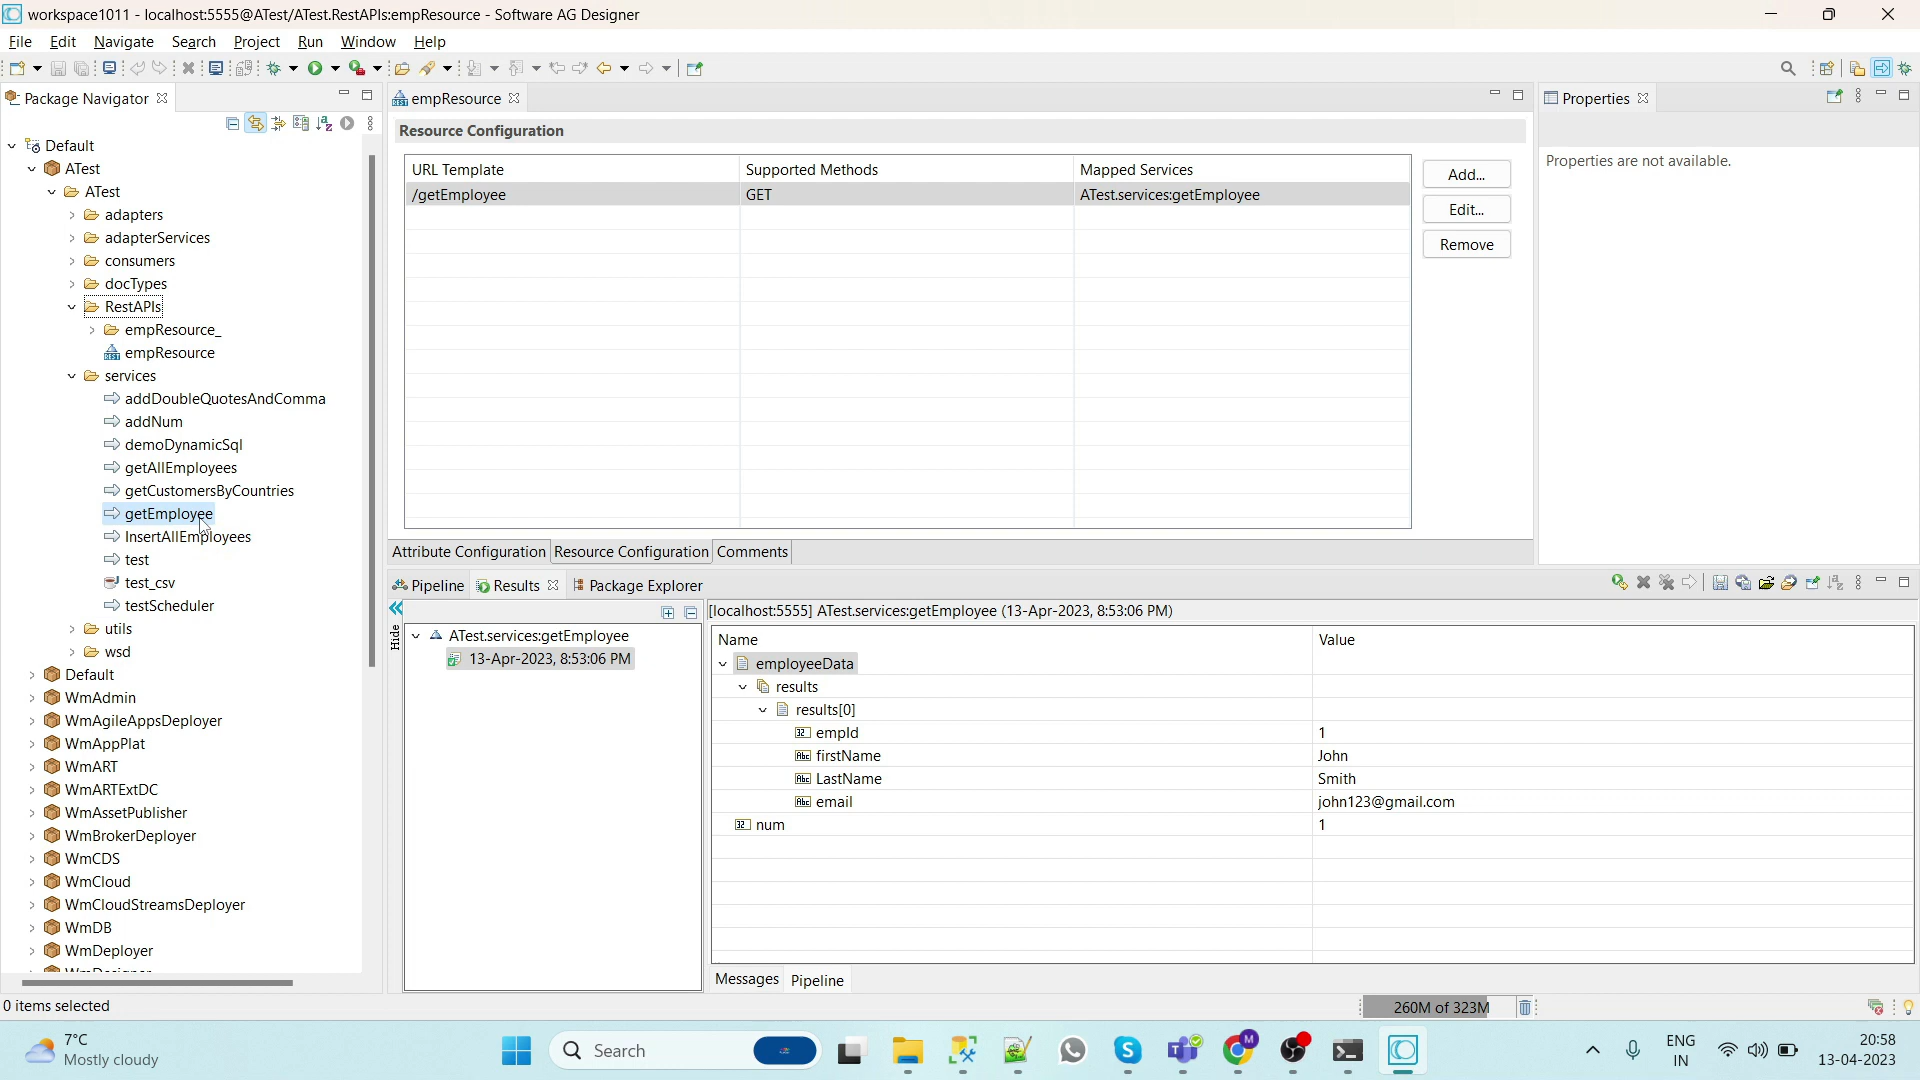 workspace1011 - localhost:5555@ATest/ATest.RestAPIs:empResource - Software AG Designer
File Edit Navigate Search Project Run Window Help
Package Navigator
Default
ATest
ATest
adapters
adapterServices
consumers
docTypes
RestAPIs
empResource_
empResource
services
addDoubleQuotesAndComma
addNum
demoDynamicSql
getAllEmployees
getCustomersByCountries
getEmployee
InsertAllEmployees
test
test_csv
testScheduler
utils
wsd
Default
WmAdmin
WmAgileAppsDeployer
WmAppPlat
WmART
WmARTExtDC
WmAssetPublisher
WmBrokerDeployer
WmCDS
WmCloud
WmCloudStreamsDeployer
WmDB
WmDeployer
empResource
Resource Configuration
URL Template Supported Methods Mapped Services
/getEmployee GET ATest.services:getEmployee
Add...
Edit...
Remove
Attribute Configuration Resource Configuration Comments
Properties
Properties are not available.
Pipeline Results Package Explorer
Hide
ATest.services:getEmployee
13-Apr-2023, 8:53:06 PM
[localhost:5555] ATest.services:getEmployee (13-Apr-2023, 8:53:06 PM)
Name Value
employeeData
results
results[0]
empId 1
firstName John
LastName Smith
email john123@gmail.com
num 1
Messages Pipeline
0 items selected
260M of 323M
7°C
Mostly cloudy
Search
ENG
IN
20:58
13-04-2023